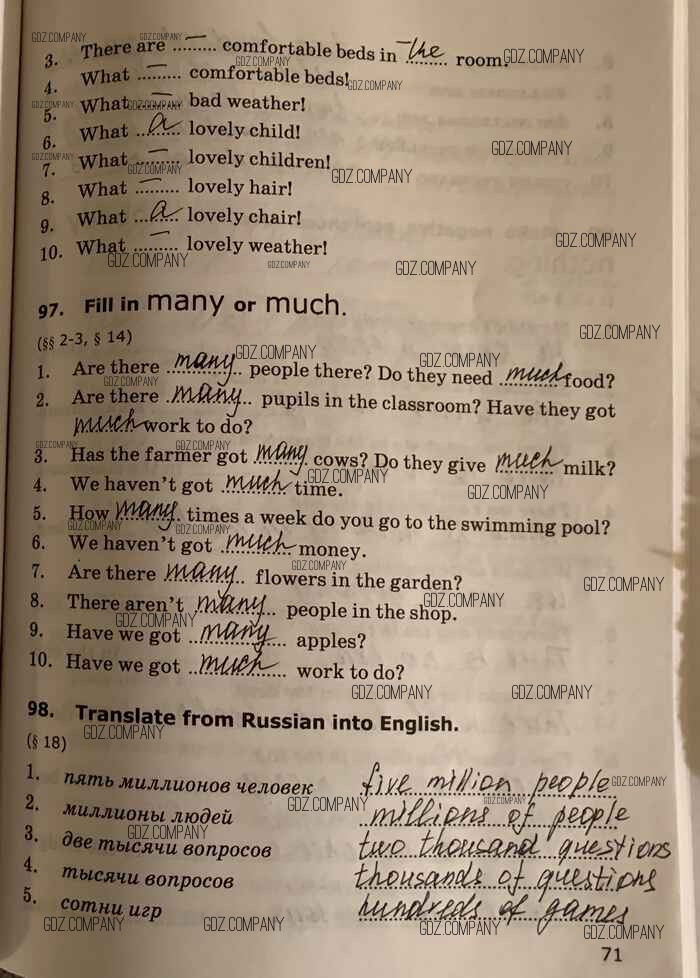 3. There are ...—... comfortable beds in the room.
4. What ...—... comfortable beds!
5. What ...—... bad weather!
6. What ...a... lovely child!
7. What ...—... lovely children!
8. What ...—... lovely hair!
9. What ...a... lovely chair!
10. What ...—... lovely weather!
97. Fill in many or much.
(§§ 2-3, § 14)
1. Are there many people there? Do they need much food?
2. Are there many pupils in the classroom? Have they got
much work to do?
3. Has the farmer got many cows? Do they give much milk?
4. We haven't got much time.
5. How many times a week do you go to the swimming pool?
6. We haven't got much money.
7. Are there many flowers in the garden?
8. There aren't many people in the shop.
9. Have we got many apples?
10. Have we got much work to do?
98. Translate from Russian into English.
(§ 18)
1. пять миллионов человек five million people
2. миллионы людей millions of people
3. две тысячи вопросов two thousand questions
4. тысячи вопросов thousands of questions
5. сотни игр hundreds of games
71
GDZ.COMPANY